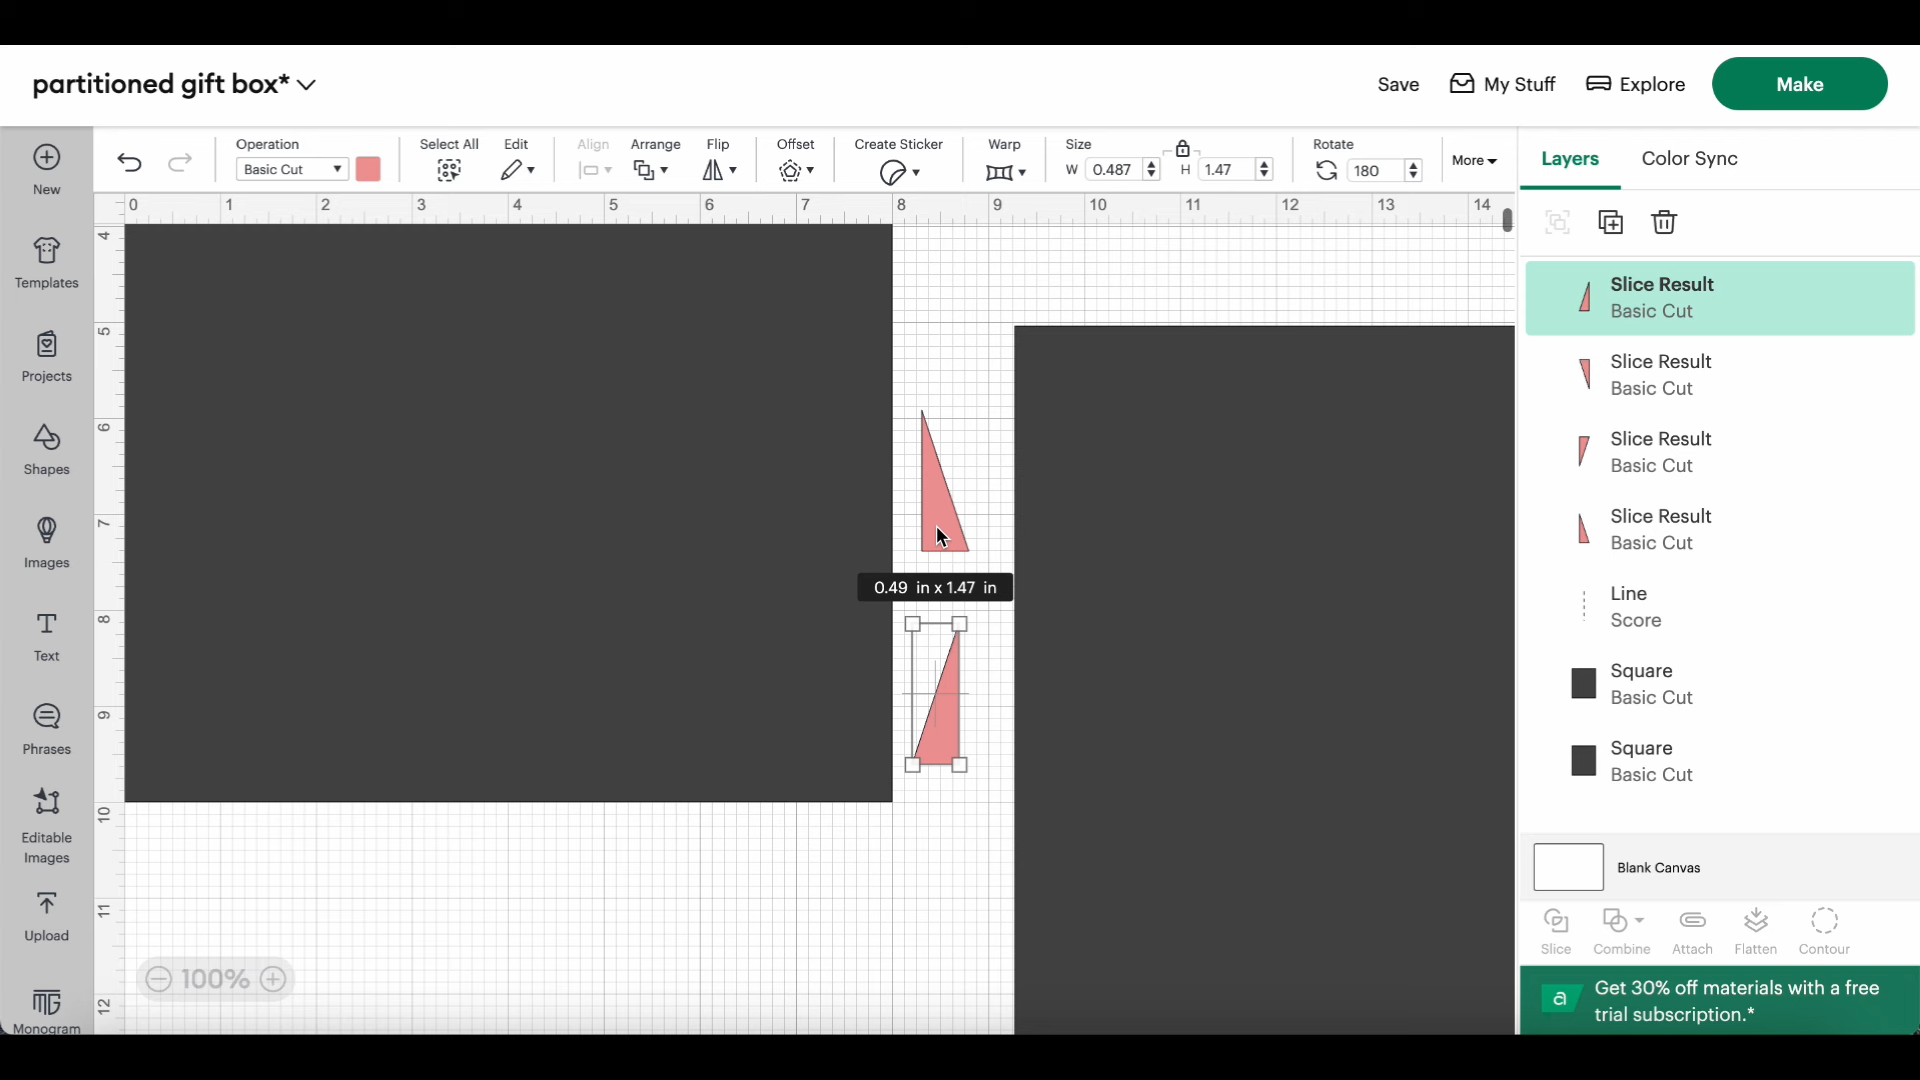 partitioned gift box*
Save
My Stuff
Explore
Make
New
Templates
Projects
Shapes
Images
Text
Phrases
Editable
Images
Upload
Monogram
Operation
Basic Cut
Select All
Edit
Align
Arrange
Flip
Offset
Create Sticker
Warp
Size
W 0.487
H 1.47
Rotate
180
More
0 1 2 3 4 5 6 7 8 9 10 11 12 13 14
4
5
6
7
8
9
10
11
12
0.49 in x 1.47 in
100%
Layers
Color Sync
Slice Result
Basic Cut
Slice Result
Basic Cut
Slice Result
Basic Cut
Slice Result
Basic Cut
Line
Score
Square
Basic Cut
Square
Basic Cut
Blank Canvas
Slice
Combine
Attach
Flatten
Contour
a
Get 30% off materials with a free
trial subscription.*